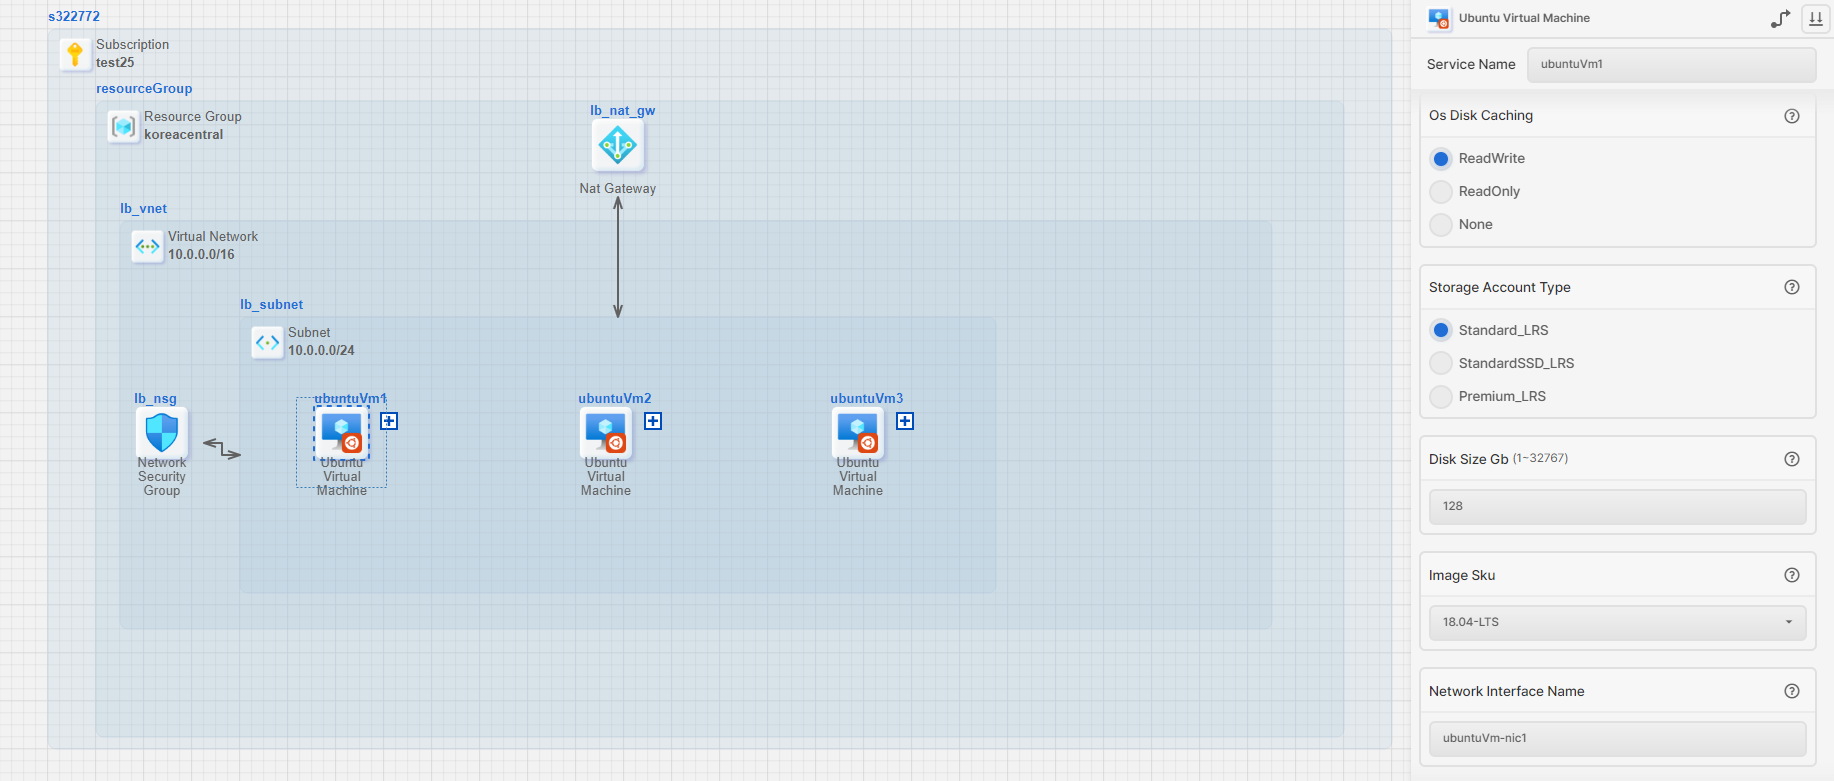 s322772
Subscription
test25
resourceGroup
Resource Group
koreacentral
lb_nat_gw
Nat Gateway
lb_vnet
Virtual Network
10.0.0.0/16
lb_subnet
Subnet
10.0.0.0/24
lb_nsg
Network
Security
Group
ubuntuVm1
Ubuntu
Virtual
Machine
ubuntuVm2
Ubuntu
Virtual
Machine
ubuntuVm3
Ubuntu
Virtual
Machine
Ubuntu Virtual Machine
Service Name
ubuntuVm1
Os Disk Caching
ReadWrite
ReadOnly
None
Storage Account Type
Standard_LRS
StandardSSD_LRS
Premium_LRS
Disk Size Gb (1~32767)
128
Image Sku
18.04-LTS
Network Interface Name
ubuntuVm-nic1